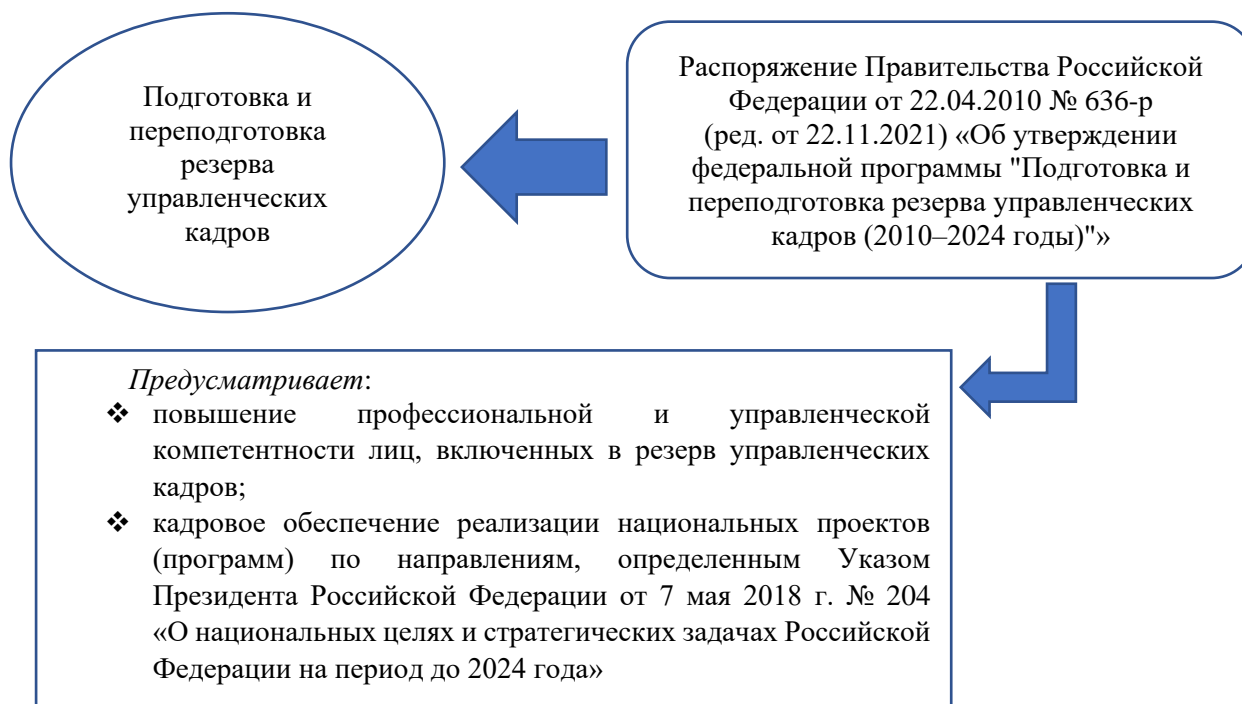 Подготовка и
переподготовка
резерва
управленческих
кадров
Распоряжение Правительства Российской
Федерации от 22.04.2010 № 636-р
(ред. от 22.11.2021) «Об утверждении
федеральной программы "Подготовка и
переподготовка резерва управленческих
кадров (2010–2024 годы)"»
Предусматривает:
❖ повышение профессиональной и управленческой
компетентности лиц, включенных в резерв управленческих
кадров;
❖ кадровое обеспечение реализации национальных проектов
(программ) по направлениям, определенным Указом
Президента Российской Федерации от 7 мая 2018 г. № 204
«О национальных целях и стратегических задачах Российской
Федерации на период до 2024 года»